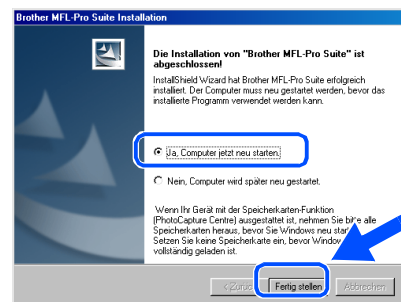 Brother MFL-Pro Suite Installation
Die Installation von "Brother MFL-Pro Suite" ist
abgeschlossen!
InstallShield Wizard hat Brother MFL-Pro Suite erfolgreich
installiert. Der Computer muss neu gestartet werden, bevor das
installierte Programm verwendet werden kann.
Ja, Computer jetzt neu starten.
Nein, Computer wird später neu gestartet.
Wenn Ihr Gerät mit der Speicherkarten-Funktion
(PhotoCapture Centre) ausgestattet ist, nehmen Sie bitte alle
Speicherkarten heraus, bevor Sie Windows neu
Setzen Sie keine Speicherkarte ein, bevor
vollständig geladen ist.
Fertig stellen Abbrechen